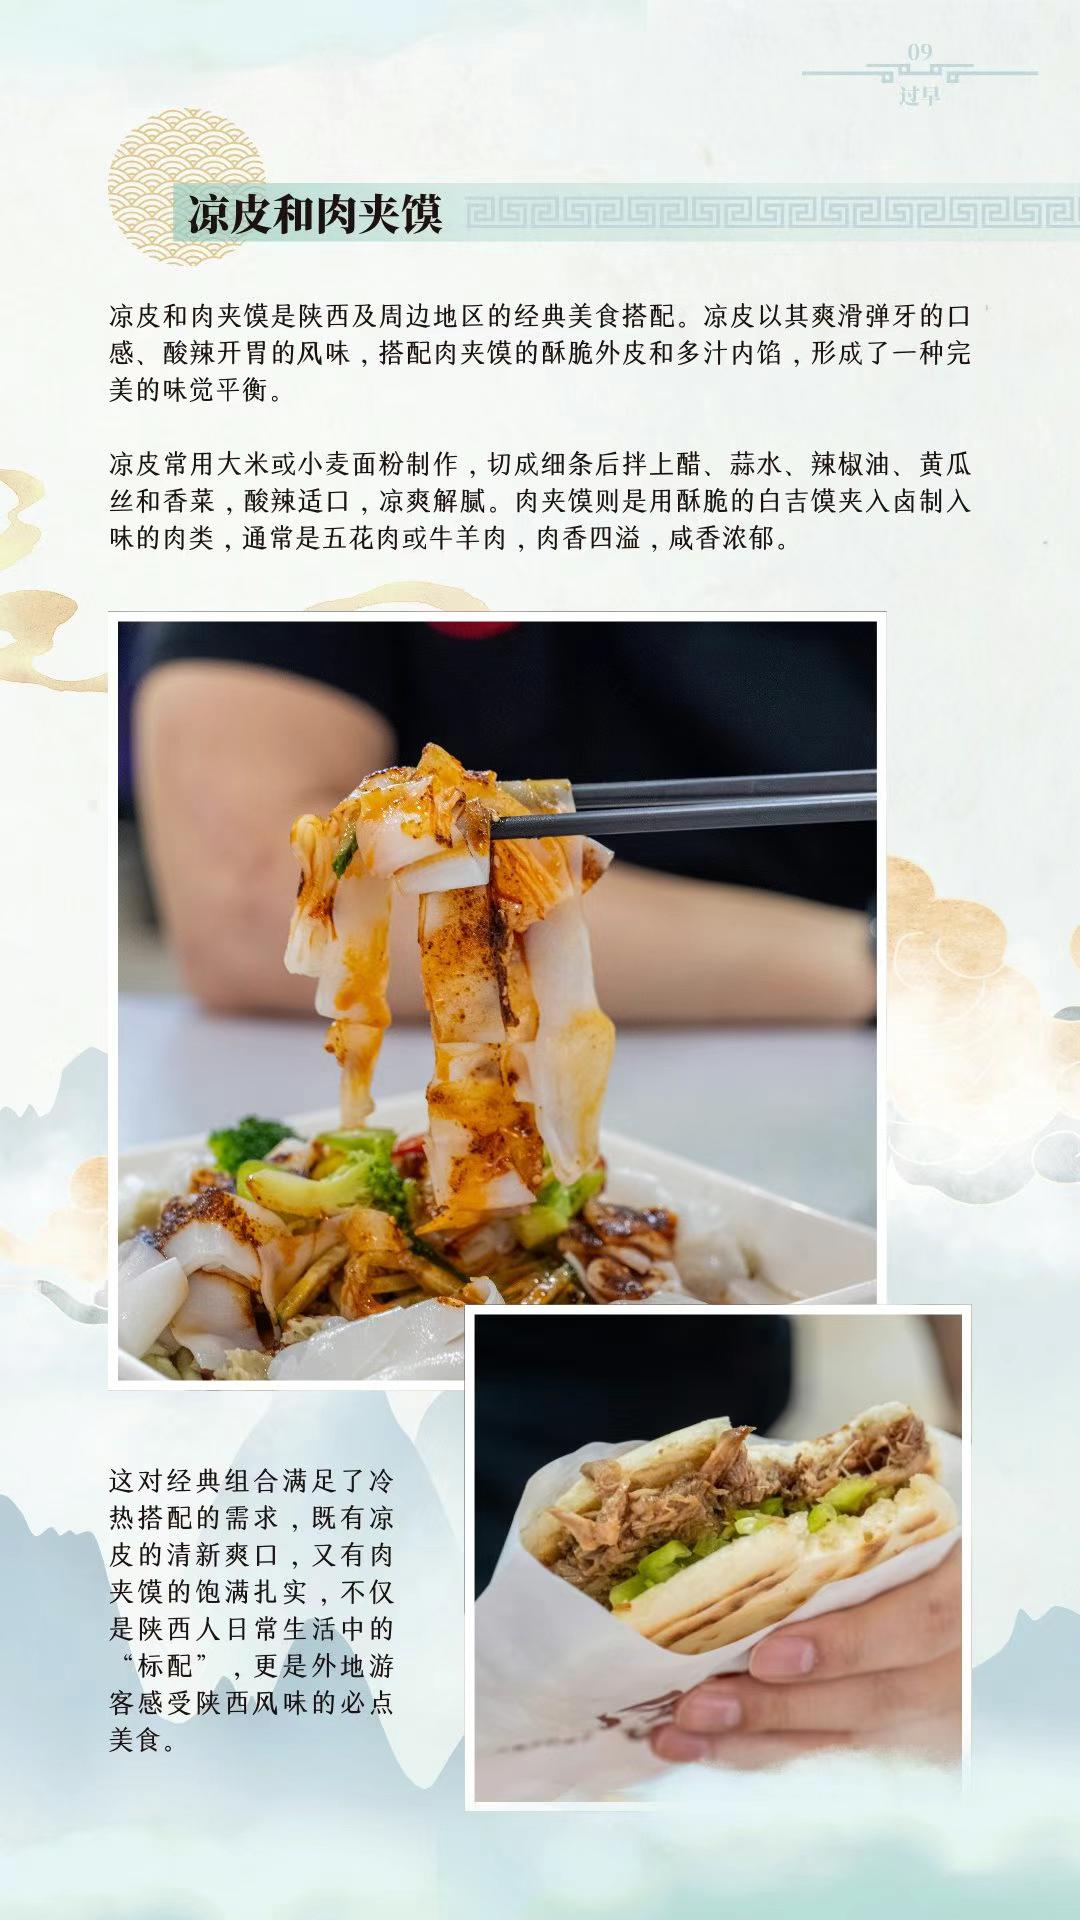 09
过早
凉皮和肉夹馍
凉皮和肉夹馍是陕西及周边地区的经典美食搭配。凉皮以其爽滑弹牙的口
感、酸辣开胃的风味，搭配肉夹馍的酥脆外皮和多汁内馅，形成了一种完
美的味觉平衡。
凉皮常用大米或小麦面粉制作，切成细条后拌上醋、蒜水、辣椒油、黄瓜
丝和香菜，酸辣适口，凉爽解腻。肉夹馍则是用酥脆的白吉馍夹入卤制入
味的肉类，通常是五花肉或牛羊肉，肉香四溢，咸香浓郁。
这对经典组合满足了冷
热搭配的需求，既有凉
皮的清新爽口，又有肉
夹馍的饱满扎实，不仅
是陕西人日常生活中的
“标配”，更是外地游
客感受陕西风味的必点
美食。